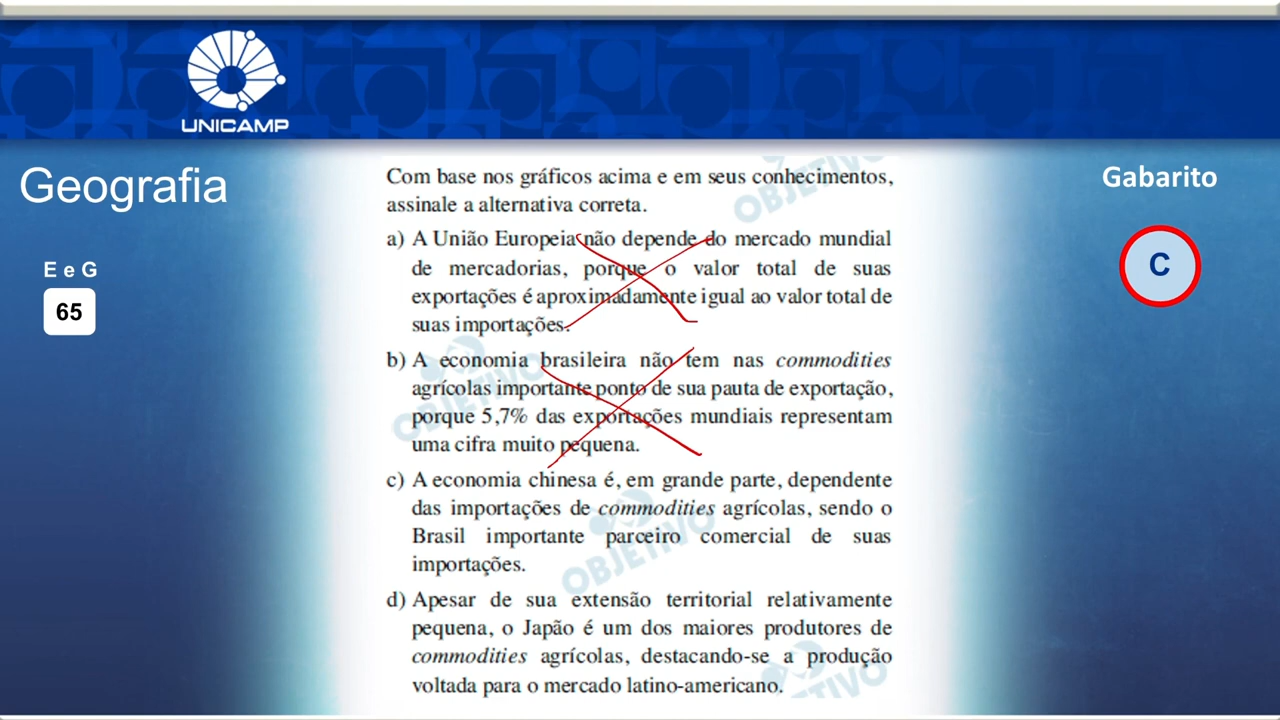 UNICAMP
Geografia
E e G
65
Com base nos gráficos acima e em seus conhecimentos,
assinale a alternativa correta.
a) A União Europeia não depende do mercado mundial
de mercadorias, porque o valor total de suas
exportações é aproximadamente igual ao valor total de
suas importações.
b) A economia brasileira não tem nas commodities
agrícolas importante ponto de sua pauta de exportação,
porque 5,7% das exportações mundiais representam
uma cifra muito pequena.
c) A economia chinesa é, em grande parte, dependente
das importações de commodities agrícolas, sendo o
Brasil importante parceiro comercial de suas
importações.
d) Apesar de sua extensão territorial relativamente
pequena, o Japão é um dos maiores produtores de
commodities agrícolas, destacando-se a produção
voltada para o mercado latino-americano.
Gabarito
C
OBJETIVO
OBJETIVO
OBJETIVO
OBJETIVO